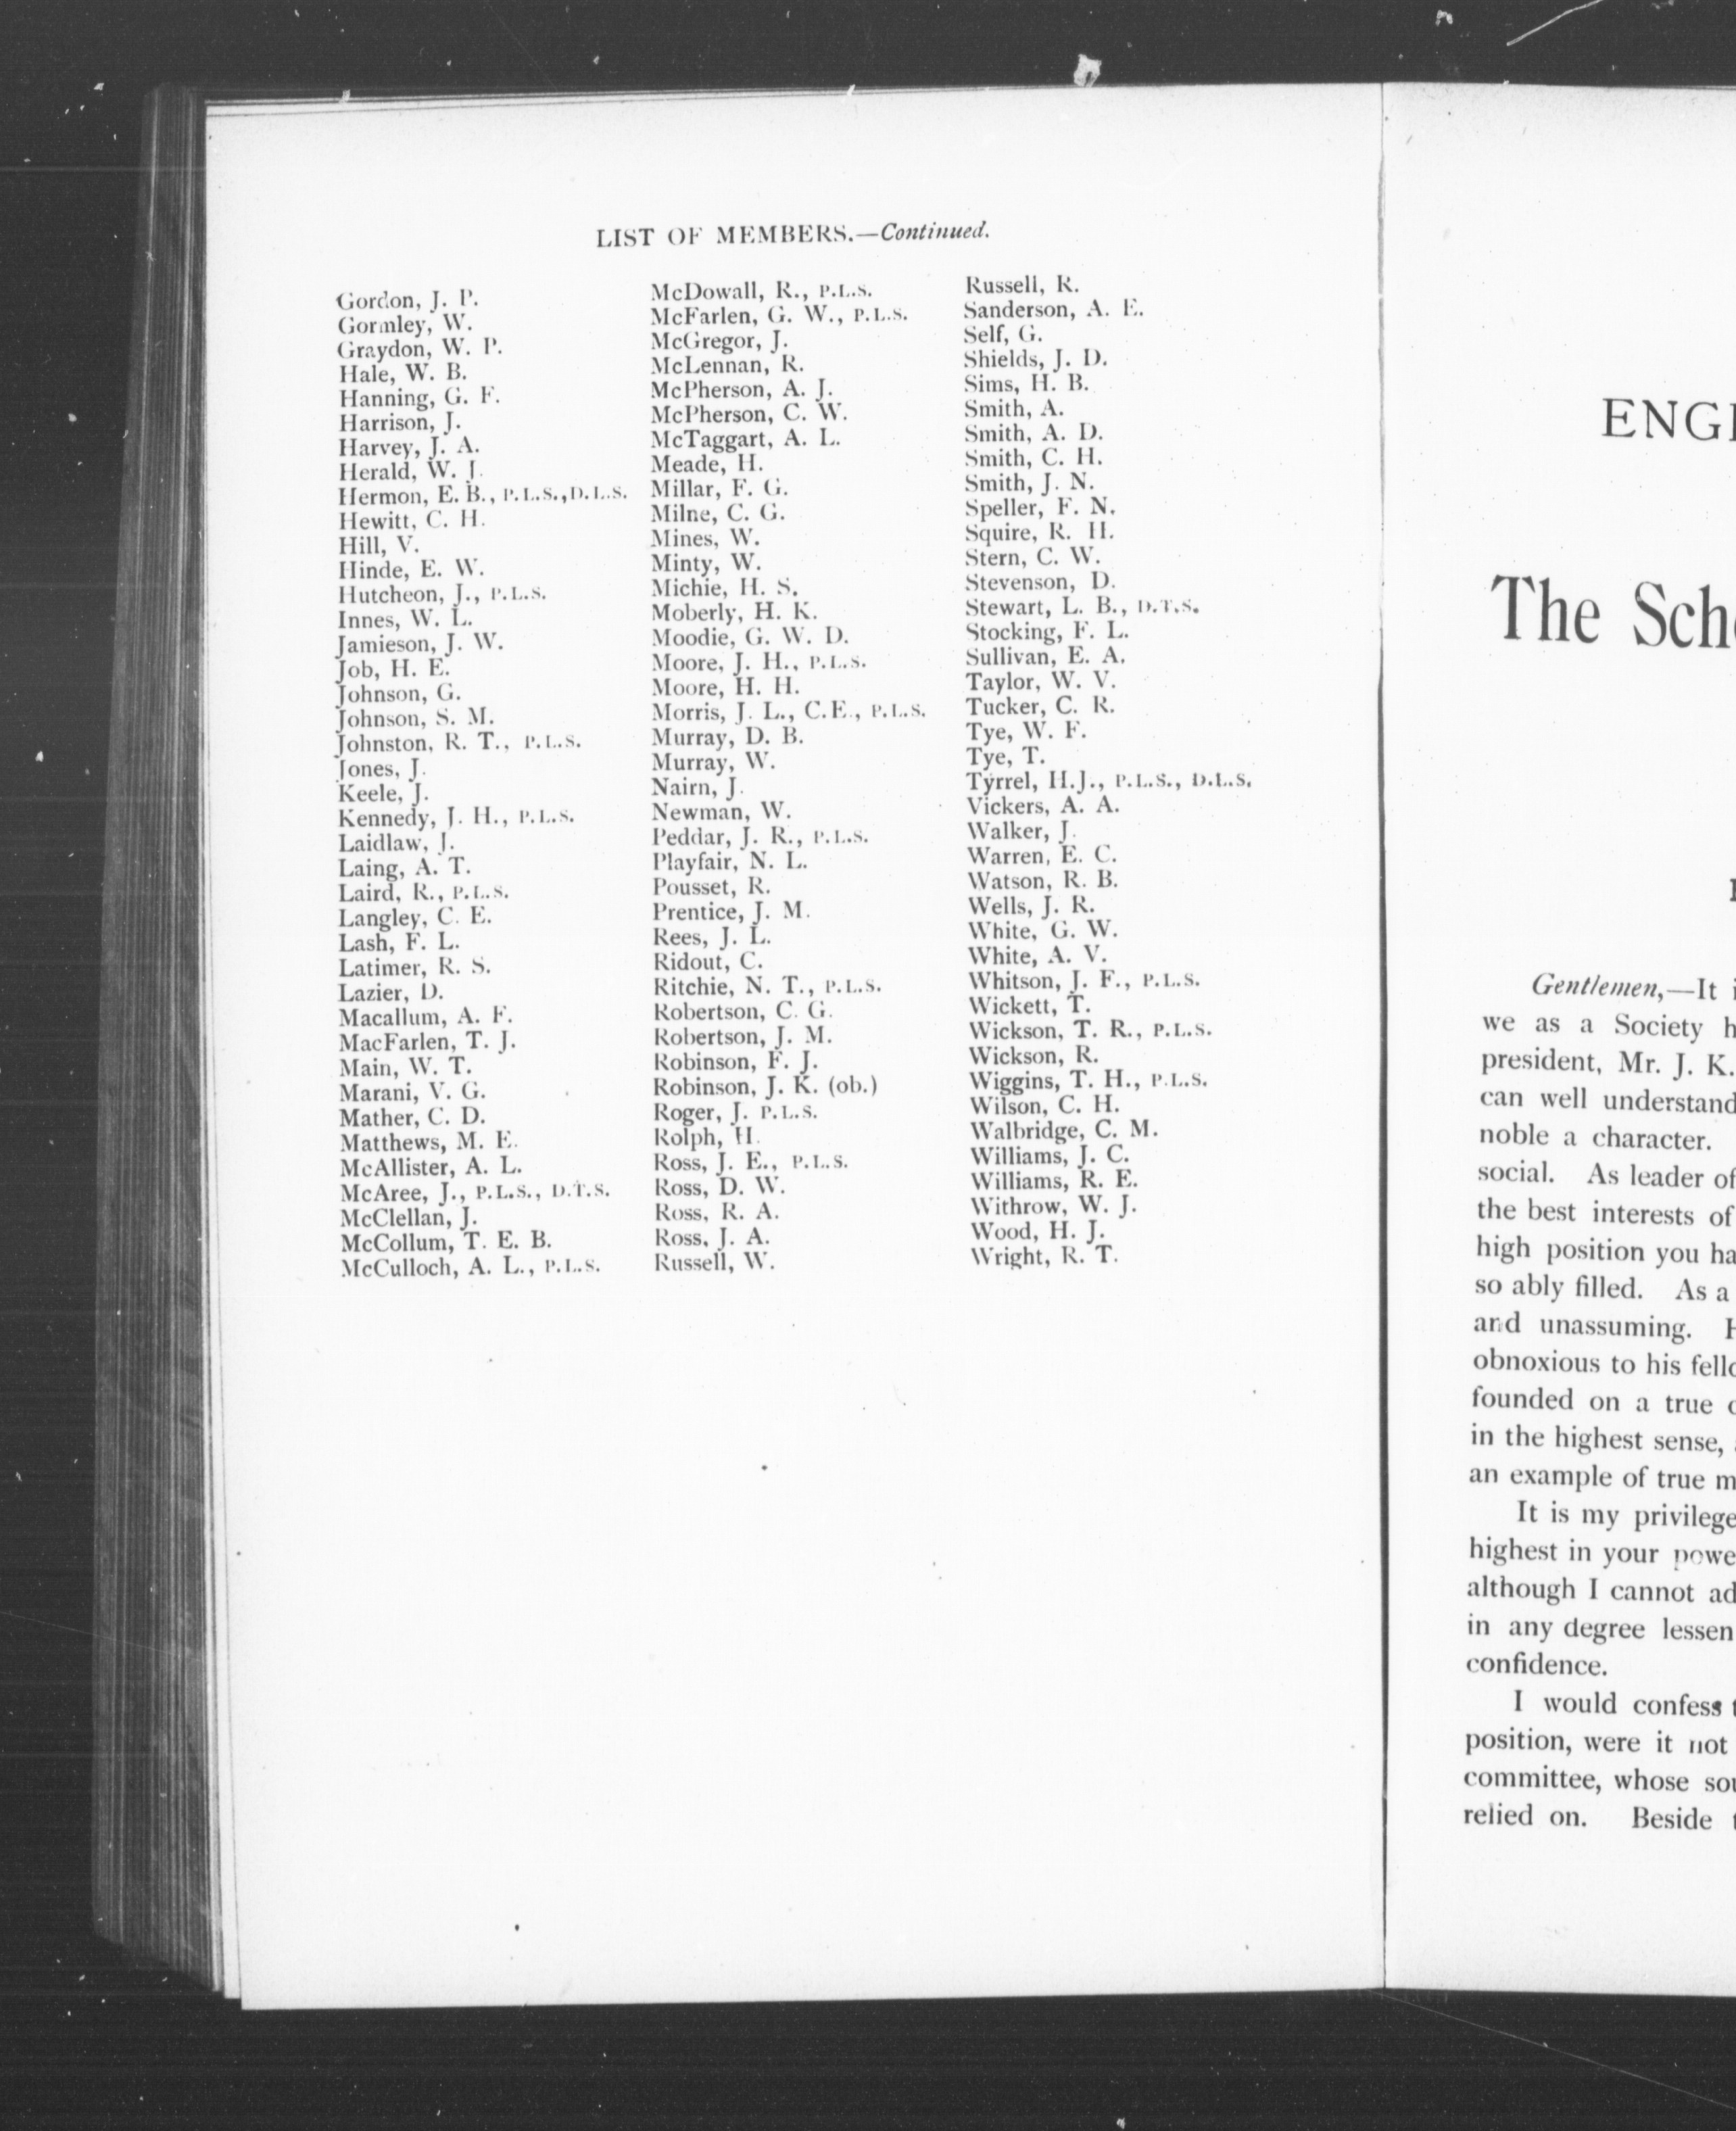 LIST OF MEMBERS.—Continued.
Gordon, J. P.
Gormley, W.
Graydon, W. P.
Hale, W. B.
Hanning, G. F.
Harrison, J.
Harvey, J. A.
Herald, W. J.
Hermon, E. B., P.L.S., D.L.S.
Hewitt, C. H.
Hill, V.
Hinde, E. W.
Hutcheon, J., P.L.S.
Innes, W. L.
Jamieson, J. W.
Job, H. E.
Johnson, G.
Johnson, S. M.
Johnston, R. T., P.L.S.
Jones, J.
Keele, J.
Kennedy, J. H., P.L.S.
Laidlaw, J.
Laing, A. T.
Laird, R., P.L.S.
Langley, C. E.
Lash, F. L.
Latimer, R. S.
Lazier, D.
Macallum, A. F.
MacFarlen, T. J.
Main, W. T.
Marani, V. G.
Mather, C. D.
Matthews, M. E.
McAllister, A. L.
McAree, J., P.L.S., D.T.S.
McClellan, J.
McCollum, T. E. B.
McCulloch, A. L., P.L.S.
McDowall, R., P.L.S.
McFarlen, G. W., P.L.S.
McGregor, J.
McLennan, R.
McPherson, A. J.
McPherson, C. W.
McTaggart, A. L.
Meade, H.
Millar, F. G.
Milne, C. G.
Mines, W.
Minty, W.
Michie, H. S.
Moberly, H. K.
Moodie, G. W. D.
Moore, J. H., P.L.S.
Moore, H. H.
Morris, J. L., C.E., P.L.S.
Murray, D. B.
Murray, W.
Nairn, J.
Newman, W.
Peddar, J. R., P.L.S.
Playfair, N. L.
Pousset, R.
Prentice, J. M.
Rees, J. L.
Ridout, C.
Ritchie, N. T., P.L.S.
Robertson, C. G.
Robertson, J. M.
Robinson, F. J.
Robinson, J. K. (ob.)
Roger, J. P.L.S.
Rolph, H.
Ross, J. E., P.L.S.
Ross, D. W.
Ross, R. A.
Ross, J. A.
Russell, W.
Russell, R.
Sanderson, A. E.
Self, G.
Shields, J. D.
Sims, H. B.
Smith, A.
Smith, A. D.
Smith, C. H.
Smith, J. N.
Speller, F. N.
Squire, R. H.
Stern, C. W.
Stevenson, D.
Stewart, L. B., D.T.S.
Stocking, F. L.
Sullivan, E. A.
Taylor, W. V.
Tucker, C. R.
Tye, W. F.
Tye, T.
Tyrrel, H.J., P.L.S., D.L.S.
Vickers, A. A.
Walker, J.
Warren, E. C.
Watson, R. B.
Wells, J. R.
White, G. W.
White, A. V.
Whitson, J. F., P.L.S.
Wickett, T.
Wickson, T. R., P.L.S.
Wickson, R.
Wiggins, T. H., P.L.S.
Wilson, C. H.
Walbridge, C. M.
Williams, J. C.
Williams, R. E.
Withrow, W. J.
Wood, H. J.
Wright, R. T.
ENGI
The Scho
Gentlemen,—It i
we as a Society h
president, Mr. J. K.
can well understand
noble a character.
social. As leader of
the best interests of
high position you ha
so ably filled. As a
and unassuming. H
obnoxious to his fello
founded on a true
in the highest sense,
an example of true m
It is my privilege
highest in your powe
although I cannot ad
in any degree lessen
confidence.
I would confess t
position, were it not
committee, whose sou
relied on. Beside t